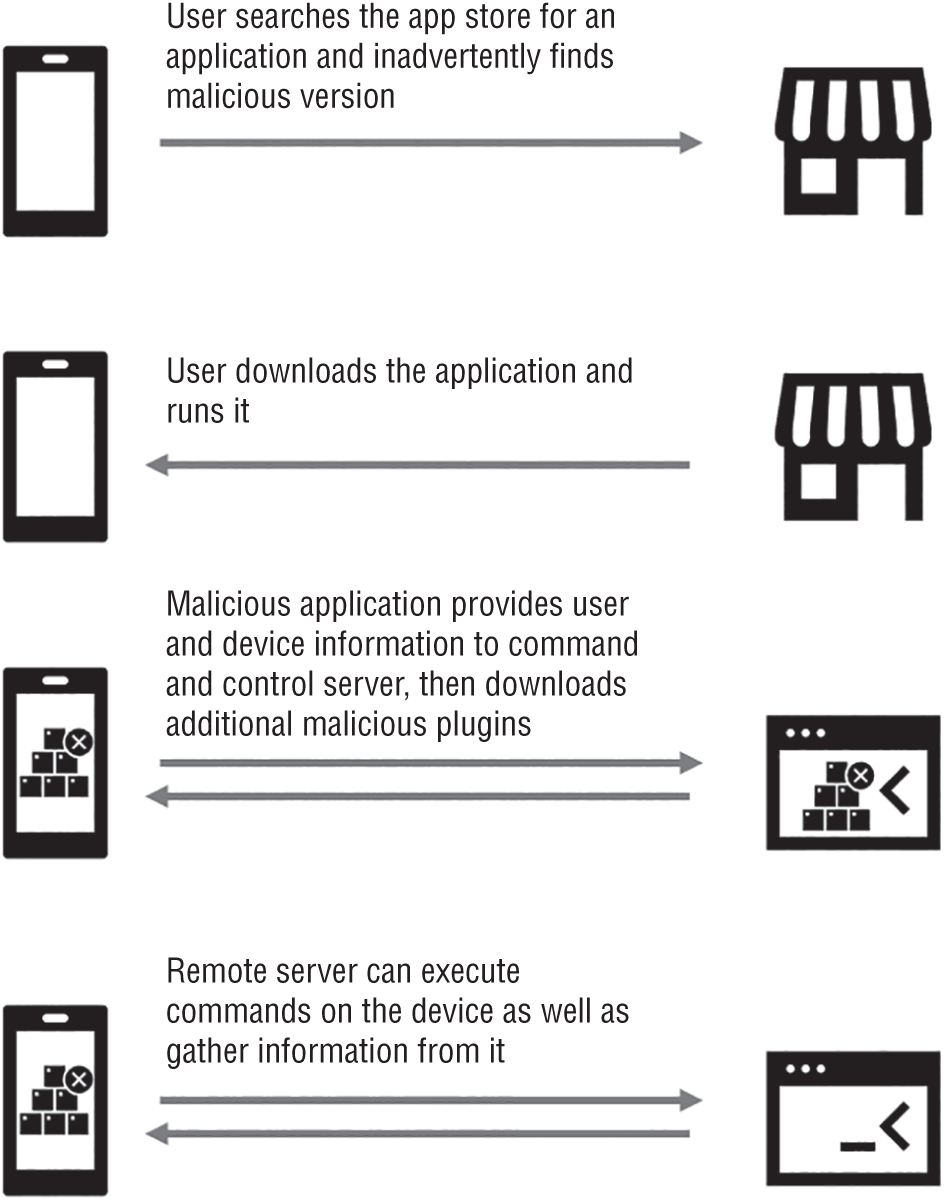 User searches the app store for an
application and inadvertently finds
malicious version
User downloads the application and
runs it
Malicious application provides user
and device information to command
and control server, then downloads
additional malicious plugins
Remote server can execute
commands on the device as well as
gather information from it